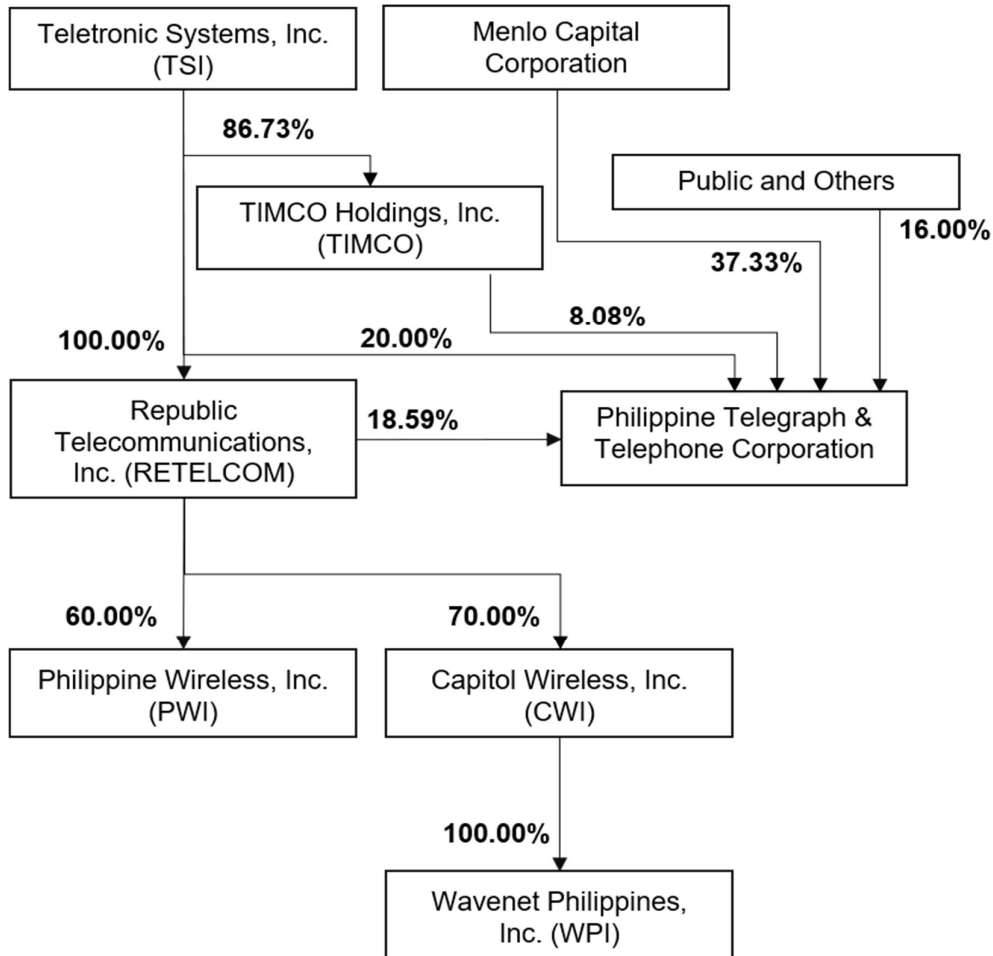 Teletronic Systems, Inc.
(TSI)
Menlo Capital
Corporation
86.73%
Public and Others
TIMCO Holdings, Inc.
(TIMCO)
16.00%
37.33%
8.08%
100.00%
20.00%
Republic
Telecommunications,
Inc. (RETELCOM)
18.59%
Philippine Telegraph &
Telephone Corporation
60.00%
70.00%
Philippine Wireless, Inc.
(PWI)
Capitol Wireless, Inc.
(CWI)
100.00%
Wavenet Philippines,
Inc. (WPI)